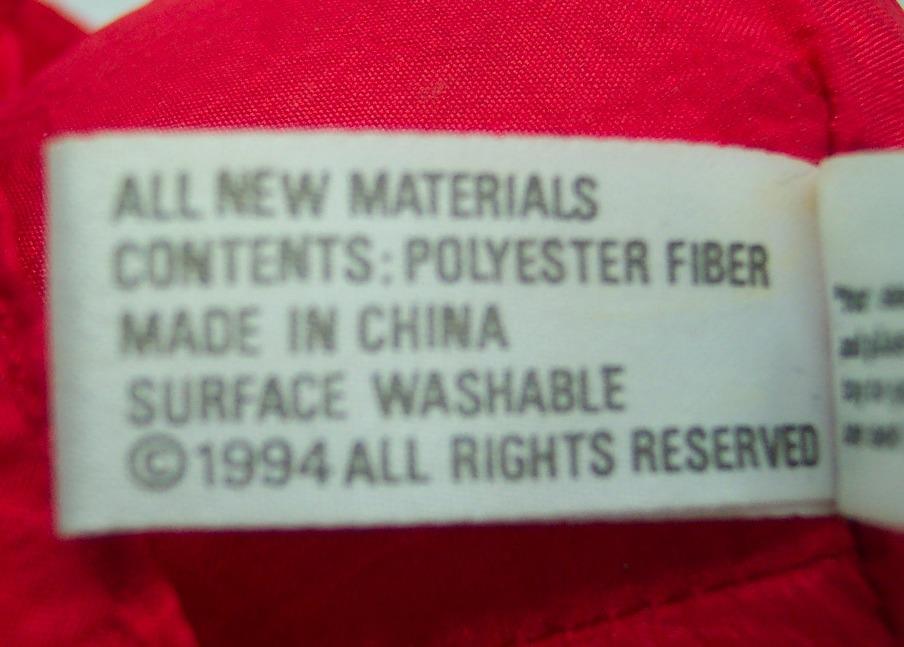 ALL NEW MATERIALS
CONTENTS: POLYESTER FIBER
MADE IN CHINA
SURFACE WASHABLE
©1994 ALL RIGHTS RESERVED